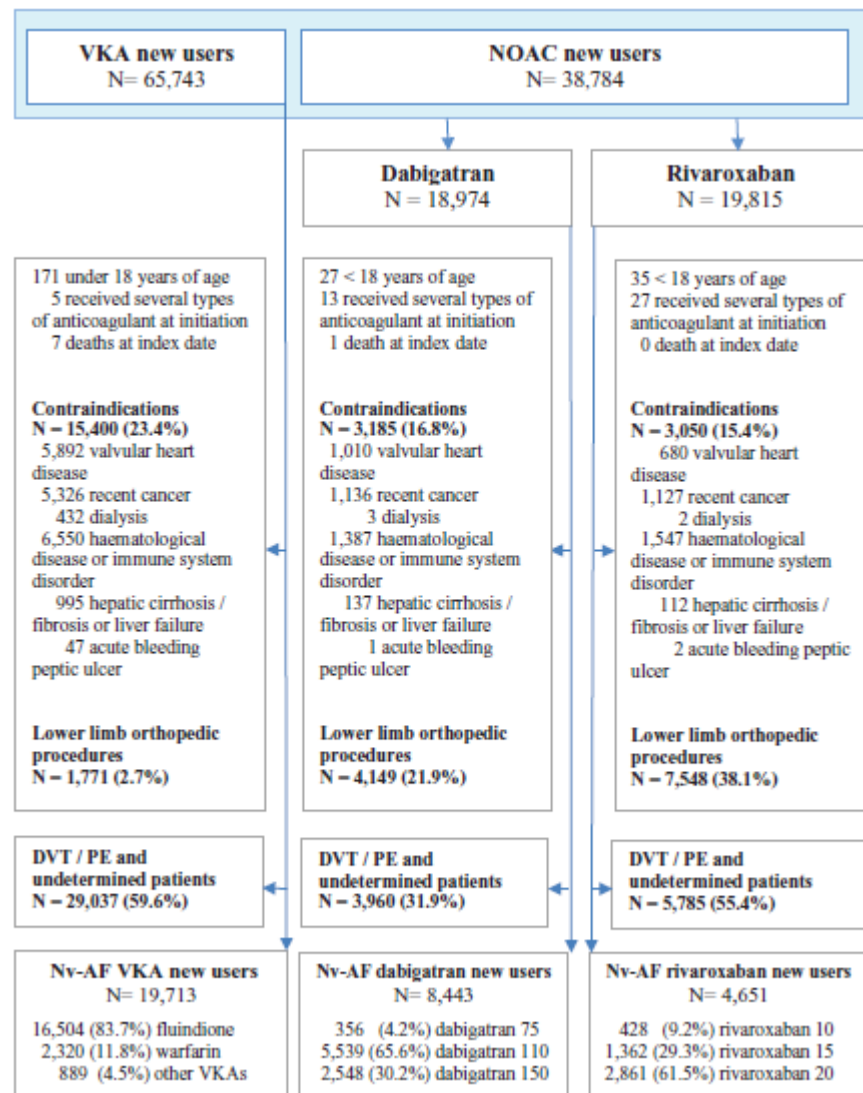 VKA new users
N= 65,743
NOAC new users
N= 38,784
Dabigatran
N = 18,974
Rivaroxaban
N = 19,815
171 under 18 years of age
5 received several types
of anticoagulant at initiation
7 deaths at index date
Contraindications
N – 15,400 (23.4%)
5,892 valvular heart
disease
5,326 recent cancer
432 dialysis
6,550 haematological
disease or immune system
disorder
995 hepatic cirrhosis /
fibrosis or liver failure
47 acute bleeding
peptic ulcer
Lower limb orthopedic
procedures
N – 1,771 (2.7%)
27 < 18 years of age
13 received several types of
anticoagulant at initiation
1 death at index date
Contraindications
N – 3,185 (16.8%)
1,010 valvular heart
disease
1,136 recent cancer
3 dialysis
1,387 haematological
disease or immune system
disorder
137 hepatic cirrhosis /
fibrosis or liver failure
1 acute bleeding
peptic ulcer
Lower limb orthopedic
procedures
N – 4,149 (21.9%)
35 < 18 years of age
27 received several types of
anticoagulant at initiation
0 death at index date
Contraindications
N – 3,050 (15.4%)
680 valvular heart
disease
1,127 recent cancer
2 dialysis
1,547 haematological
disease or immune system
disorder
112 hepatic cirrhosis /
fibrosis or liver failure
2 acute bleeding peptic
ulcer
Lower limb orthopedic
procedures
N – 7,548 (38.1%)
DVT / PE and
undetermined patients
N – 29,037 (59.6%)
DVT / PE and
undetermined patients
N – 3,960 (31.9%)
DVT / PE and
undetermined patients
N – 5,785 (55.4%)
Nv-AF VKA new users
N= 19,713
16,504 (83.7%) fluindione
2,320 (11.8%) warfarin
889 (4.5%) other VKAs
Nv-AF dabigatran new users
N= 8,443
356 (4.2%) dabigatran 75
5,539 (65.6%) dabigatran 110
2,548 (30.2%) dabigatran 150
Nv-AF rivaroxaban new users
N= 4,651
428 (9.2%) rivaroxaban 10
1,362 (29.3%) rivaroxaban 15
2,861 (61.5%) rivaroxaban 20